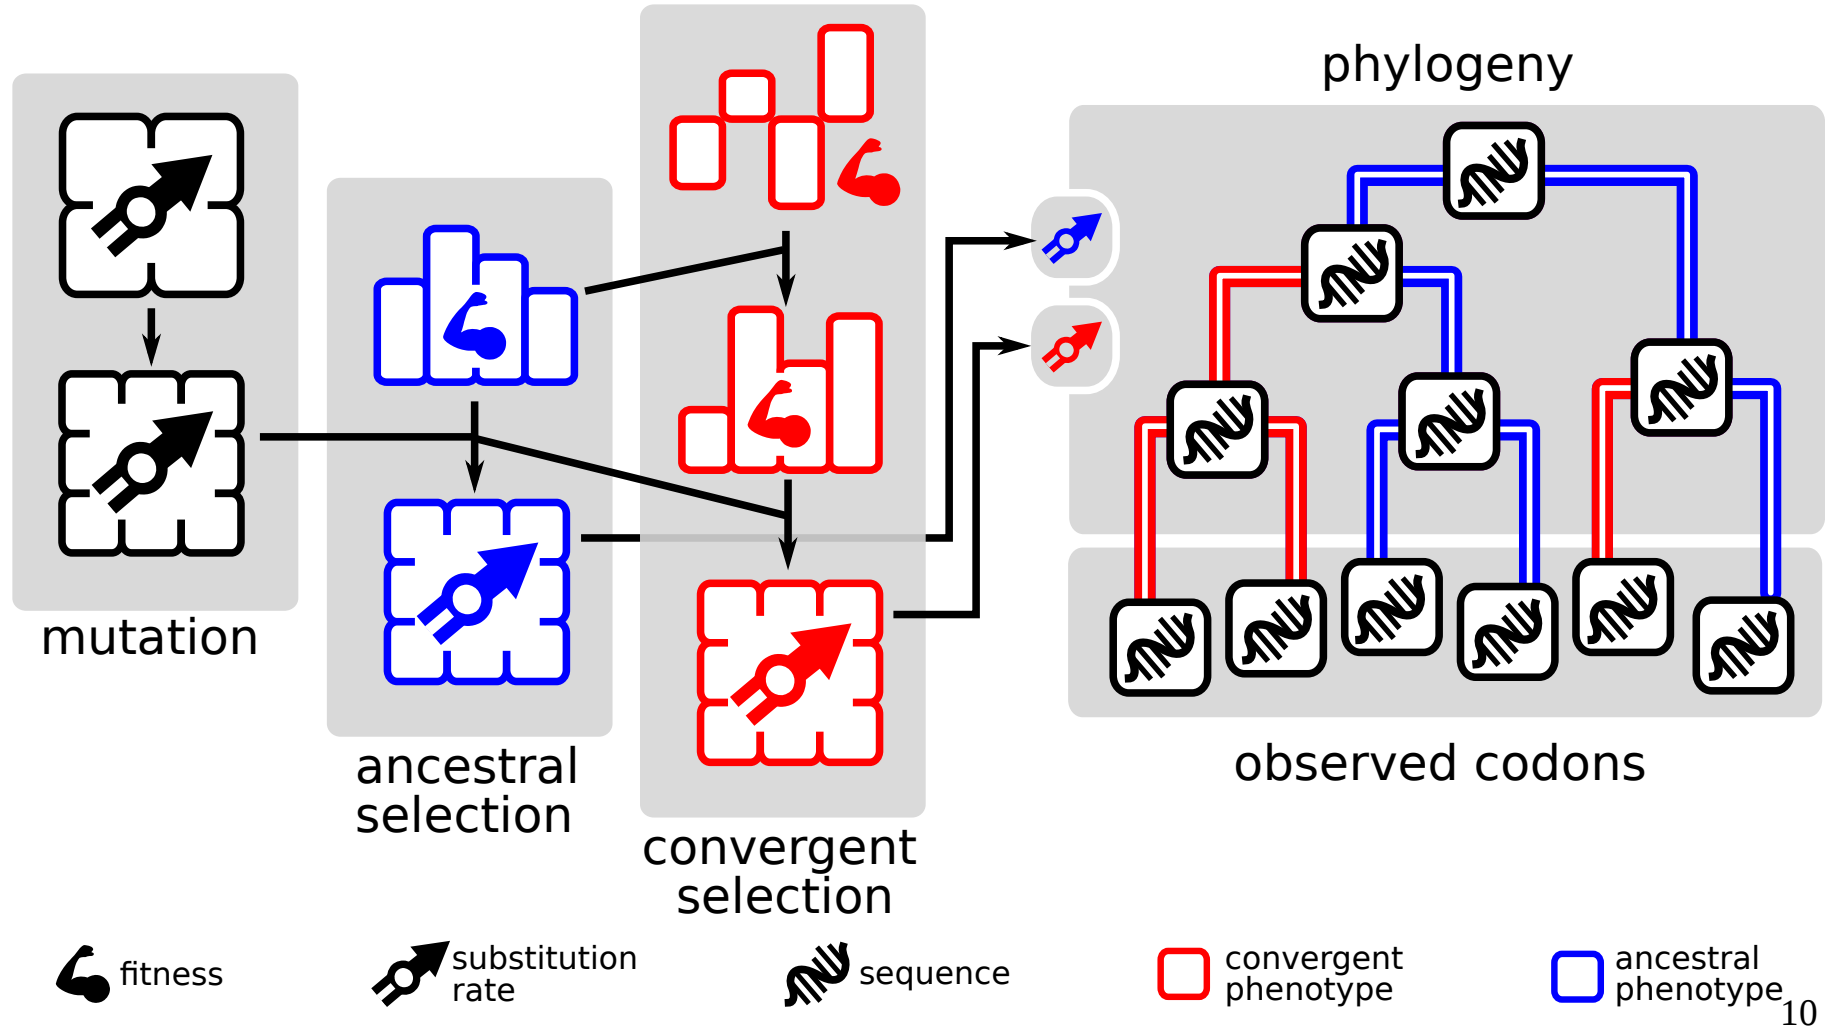 phylogeny
mutation
ancestral
selection
convergent
selection
observed codons
fitness
substitution
rate
sequence
convergent
phenotype
ancestral
phenotype
10